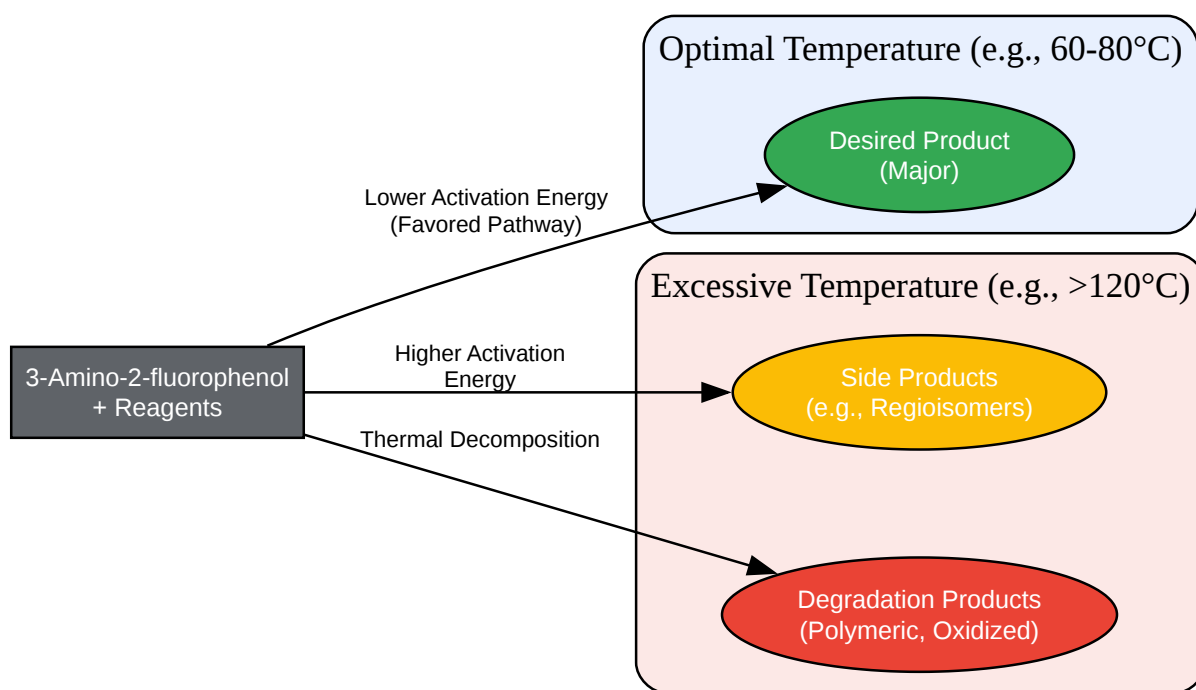 Optimal Temperature (e.g., 60-80°C)
Desired Product
(Major)
Lower Activation Energy
(Favored Pathway)
Excessive Temperature (e.g., >120°C)
3-Amino-2-fluorophenol
+ Reagents
Higher Activation
Energy
Side Products
(e.g., Regioisomers)
Thermal Decomposition
Degradation Products
(Polymeric, Oxidized)